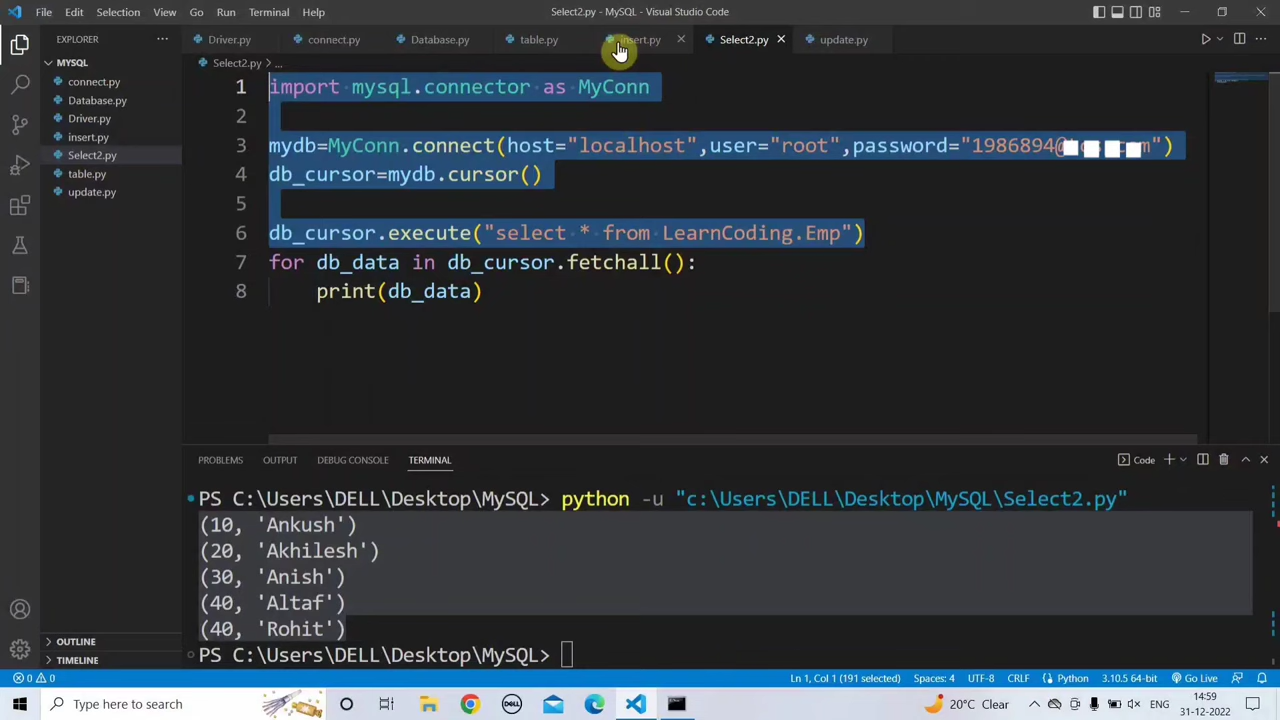 File Edit Selection View Go Run Terminal Help
Select2.py - MySQL - Visual Studio Code
EXPLORER
Driver.py connect.py Database.py table.py insert.py Select2.py update.py
MYSQL
connect.py
Database.py
Driver.py
insert.py
Select2.py
table.py
update.py
Select2.py > ...
1 import mysql.connector as MyConn
2
3 mydb=MyConn.connect(host="localhost",user="root",password="1986894@ ")
4 db_cursor=mydb.cursor()
5
6 db_cursor.execute("select * from LearnCoding.Emp")
7 for db_data in db_cursor.fetchall():
8 print(db_data)
PROBLEMS OUTPUT DEBUG CONSOLE TERMINAL
Code
PS C:\Users\DELL\Desktop\MySQL> python -u "c:\Users\DELL\Desktop\MySQL\Select2.py"
(10, 'Ankush')
(20, 'Akhilesh')
(30, 'Anish')
(40, 'Altaf')
(40, 'Rohit')
PS C:\Users\DELL\Desktop\MySQL>
OUTLINE
TIMELINE
0 0
Ln 1, Col 1 (191 selected) Spaces: 4 UTF-8 CRLF Python 3.10.5 64-bit Go Live
Type here to search
DELL
20°C Clear
ENG
14:59
31-12-2022